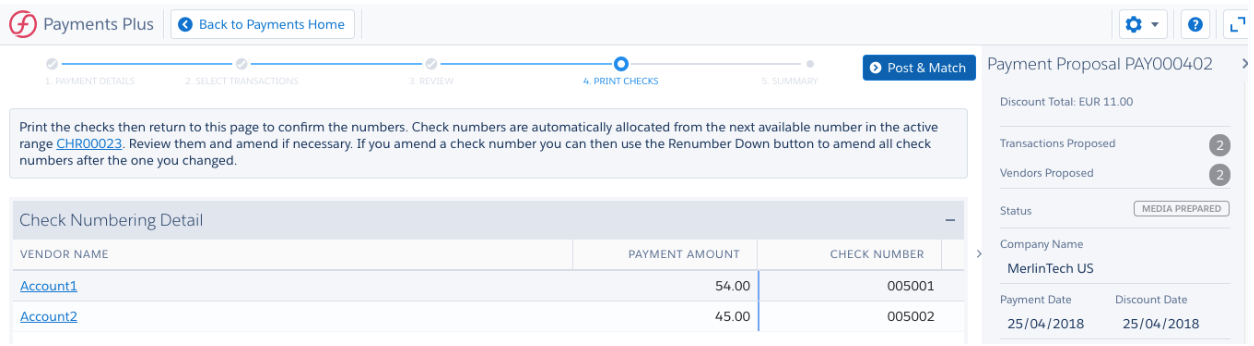 Payments Plus
Back to Payments Home
1. PAYMENT DETAILS
2. SELECT TRANSACTIONS
3. REVIEW
4. PRINT CHECKS
5. SUMMARY
Post & Match
Print the checks then return to this page to confirm the numbers. Check numbers are automatically allocated from the next available number in the active
range CHR00023. Review them and amend if necessary. If you amend a check number you can then use the Renumber Down button to amend all check
numbers after the one you changed.
Check Numbering Detail
VENDOR NAME PAYMENT AMOUNT CHECK NUMBER
Account1 54.00 005001
Account2 45.00 005002
Payment Proposal PAY000402
Discount Total: EUR 11.00
Transactions Proposed 2
Vendors Proposed 2
Status MEDIA PREPARED
Company Name
MerlinTech US
Payment Date Discount Date
25/04/2018 25/04/2018